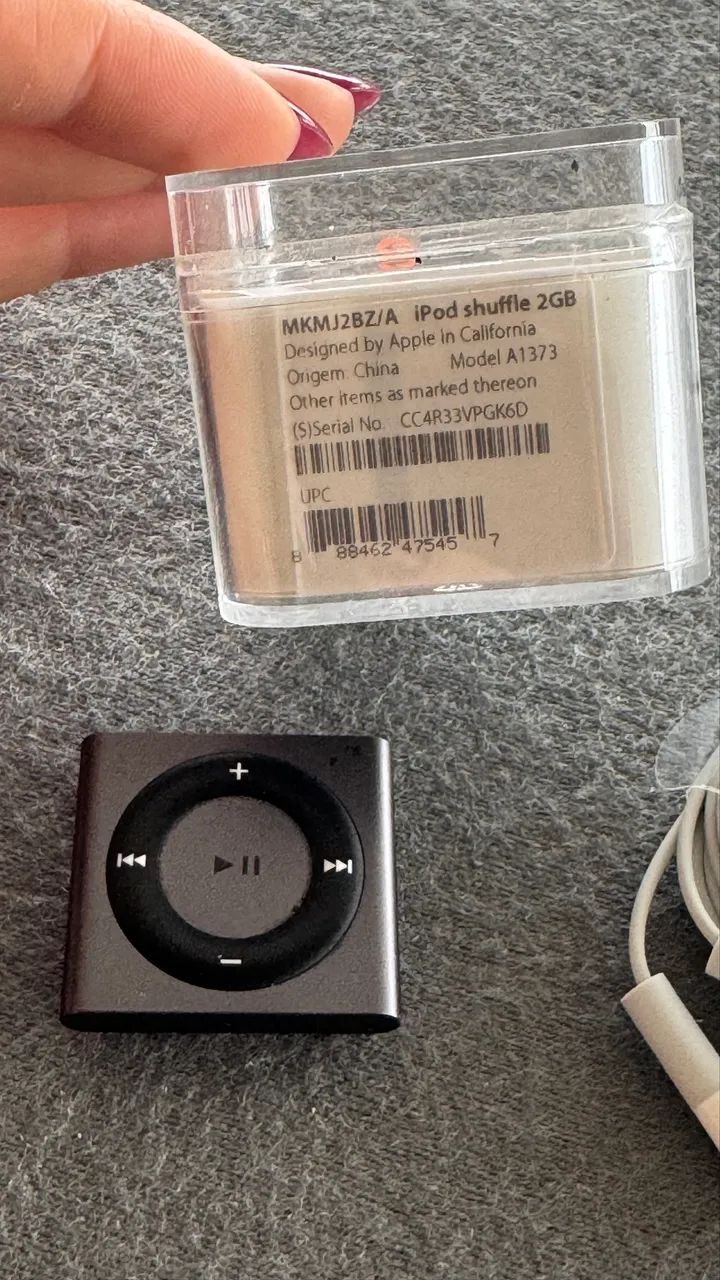 MKMJ2BZ/A iPod shuffle 2GB
Designed by Apple in California
Origem: China Model A1373
Other items as marked thereon
(S)Serial No. CC4R33VPGK6D
UPC
8 88462 47545 7